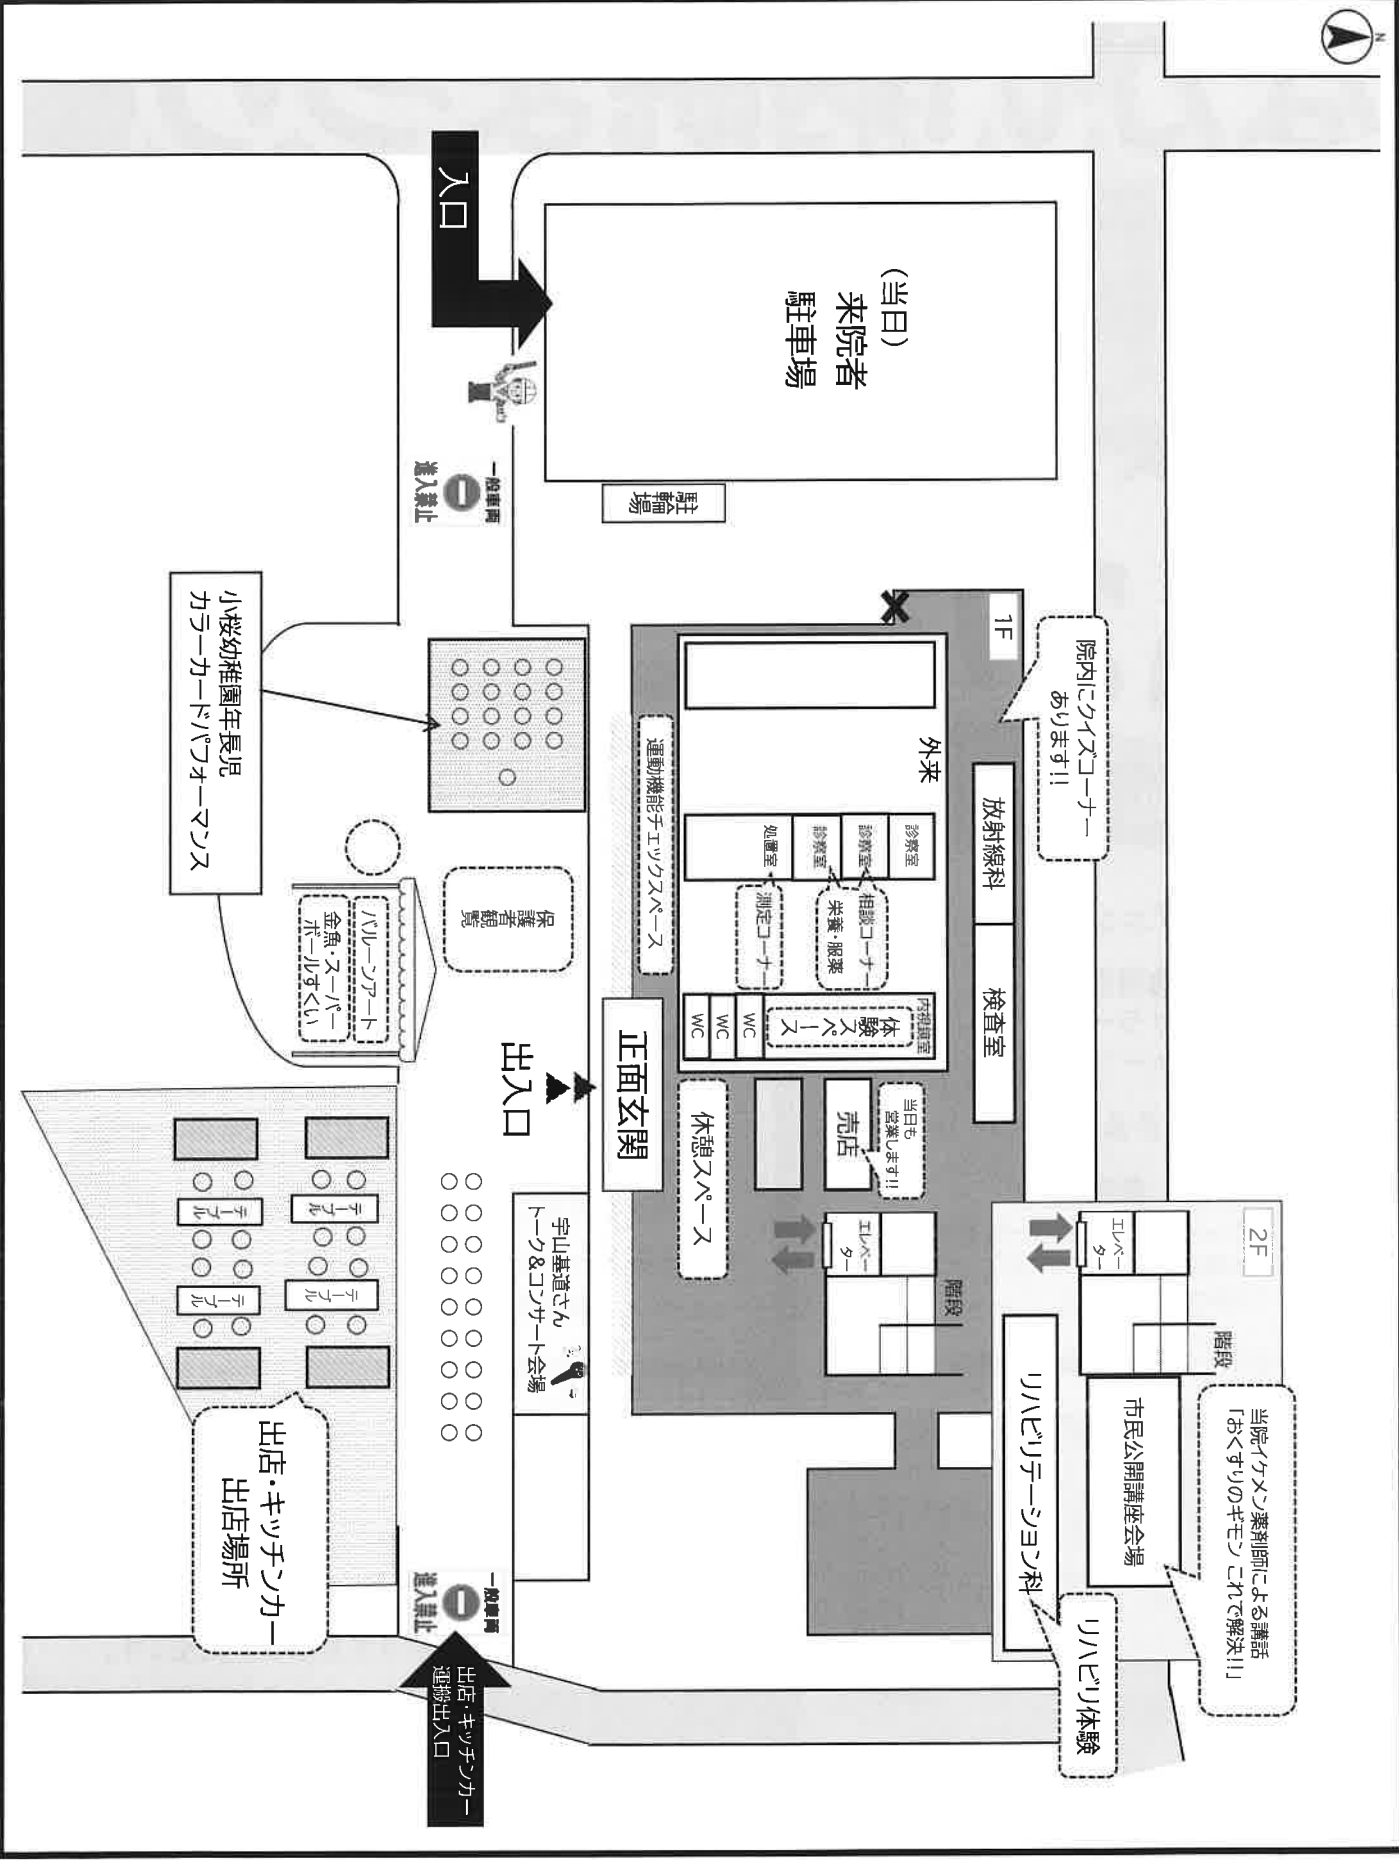 N
院内にクイズコーナー
あります!!
1F
放射線科
検査室
2F
エレベー
ター
階段
当院イケメン薬剤師による講話
「おくすりのギモン これで解決!!」
市民公開講座会場
リハビリテーション科
リハビリ体験
(当日)
来院者
駐車場
駐
輪
場
外来
診察室
診察室
診察室
処置室
相談コーナー
栄養・服薬
測定コーナー
内視鏡室
体験
スペース
WC
WC
WC
当日も
営業します!!
売店
エレベー
ター
階段
運動機能チェックスペース
休憩スペース
正面玄関
出入口
入口
一般車両
進入禁止
小桜幼稚園年長児
カラーカードパフォーマンス
保護者観覧
バルーンアート
金魚・スーパー
ボールすくい
宇山基道さん
トーク&コンサート会場
テーブル
テーブル
テーブル
テーブル
出店・キッチンカー
出店場所
一般車両
進入禁止
出店・キッチンカー
運搬出入口